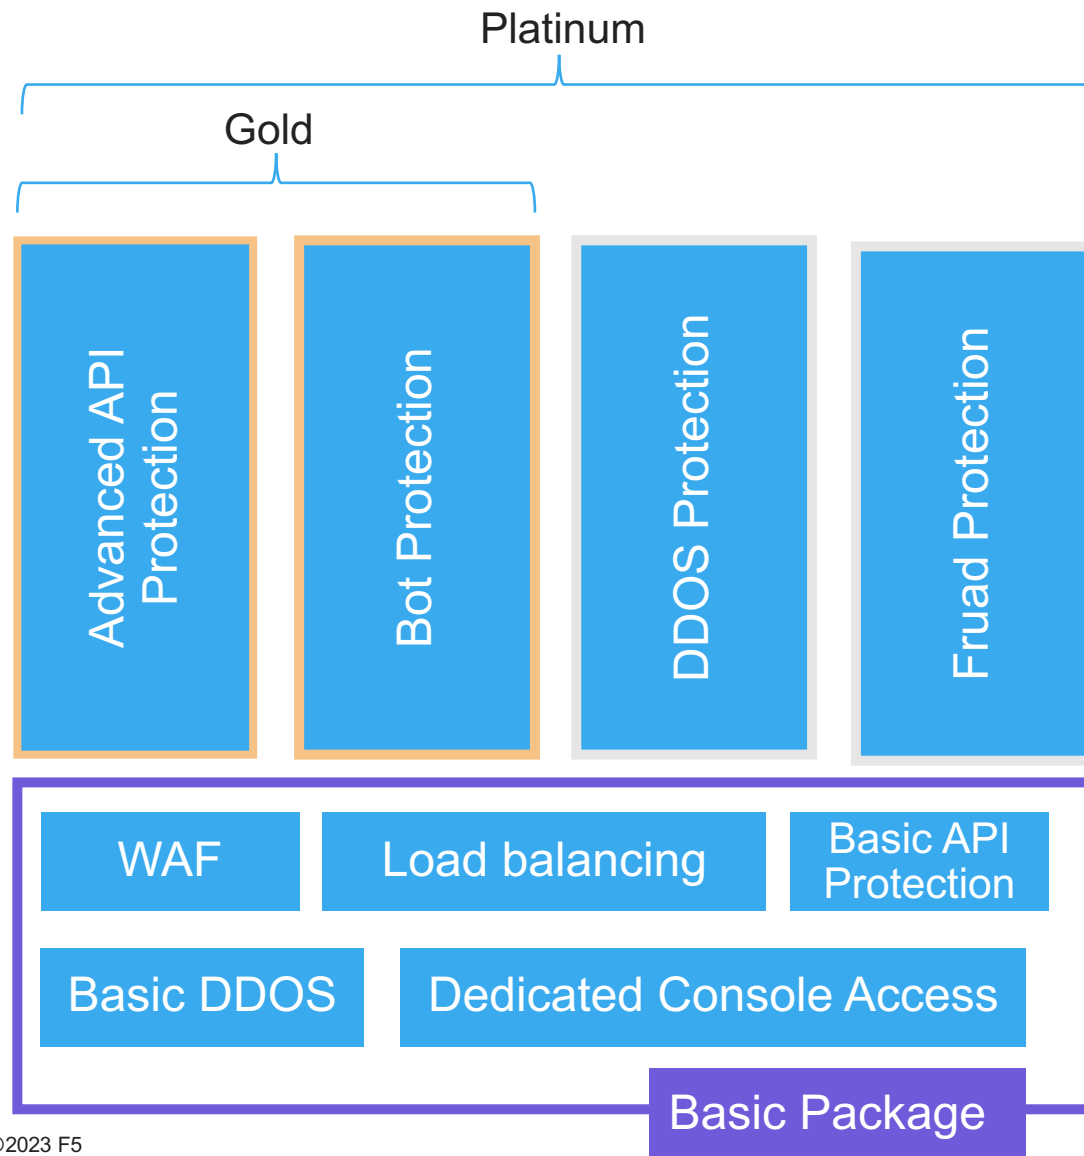 Platinum
Gold
Advanced API
Protection
Bot Protection
DDOS Protection
Fruad Protection
WAF
Load balancing
Basic API
Protection
Basic DDOS
Dedicated Console Access
Basic Package
©2023 F5